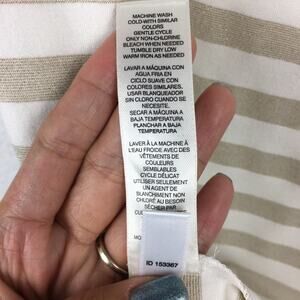 MACHINE WASH
COLD-WITH SIMILAR
COLORS
GENTLE CYCLE
ONLY NON-CHLORINE
BLEACH WHEN NEEDED
TUMBLE DRY LOW
WARM IRON AS NEEDED
LAVAR A MÁQUINA CON
AGUA FRIA EN
CICLO SUAVE CON
COLORES SIMILARES.
USAR BLANQUEADOR
SIN CLORO CUANDO SE
NECESITE.
SECAR A MÁQUINA A
BAJA TEMPERATURA
PLANCHAR A BAJA
TEMPERATURA
LAVER À LA MACHINE À
L'EAU FROIDE AVEC DES
VÊTEMENTS DE
COULEURS
SEMBLABLES
CYCLE DÉLICAT
UTILISER SEULEMENT
UN AGENT DE
BLANCHIMENT NON
CHLORÉ AU BESOIN
SÉCHER PAR
ID 153367